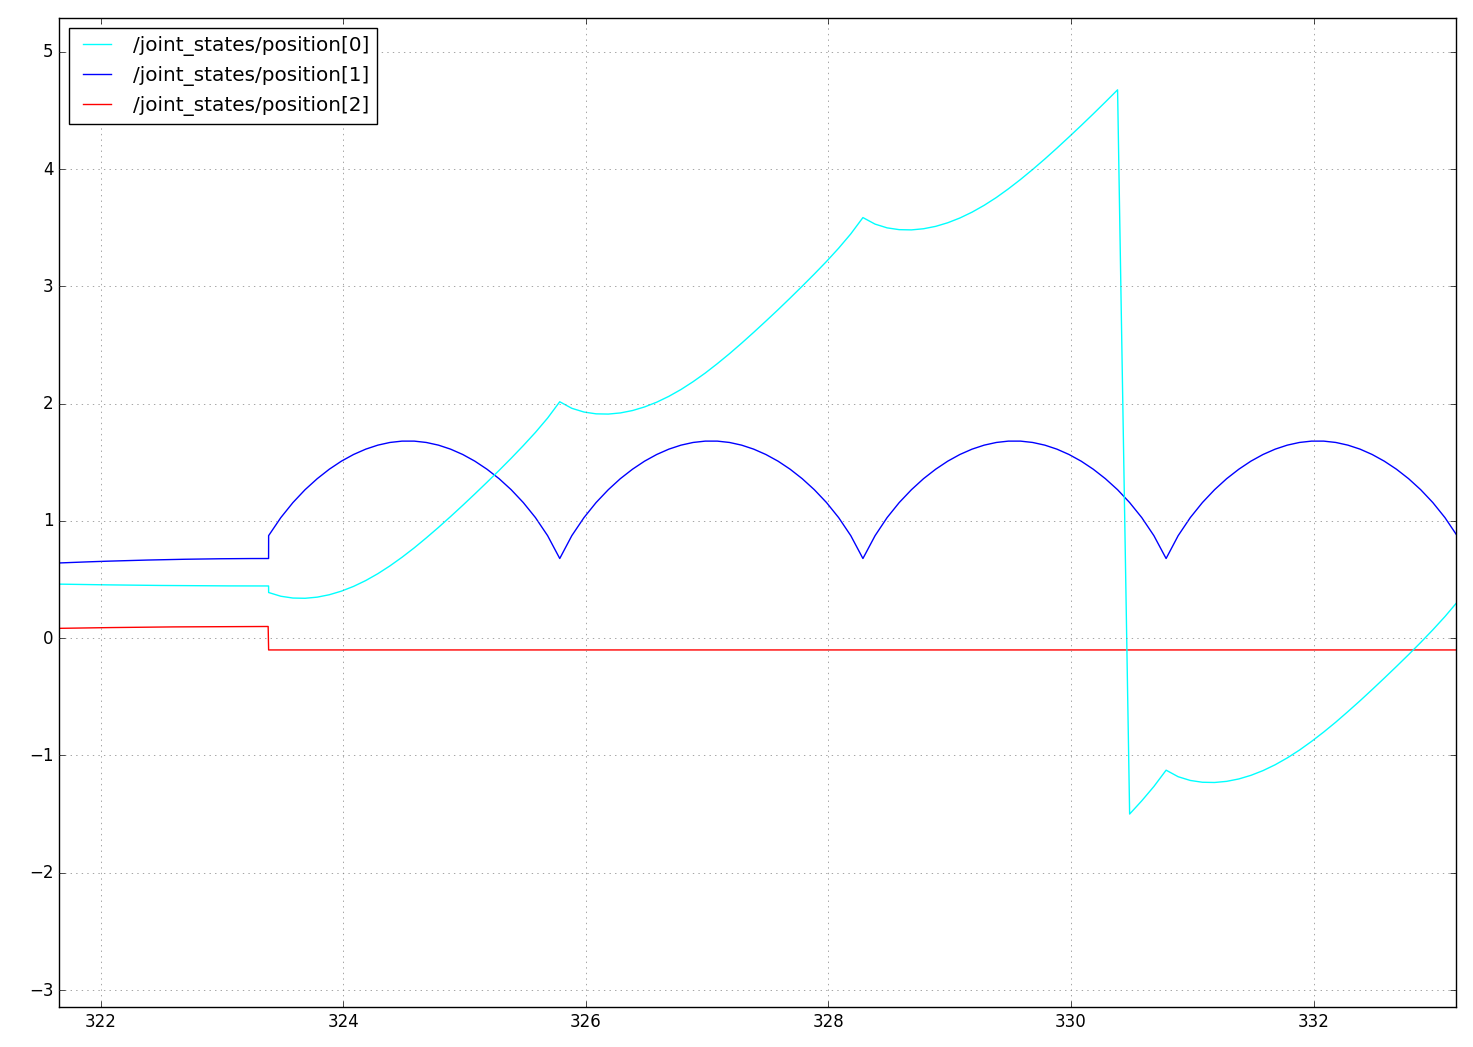 /joint_states/position[0]
/joint_states/position[1]
/joint_states/position[2]
5
4
3
2
1
0
−1
−2
−3
322 324 326 328 330 332